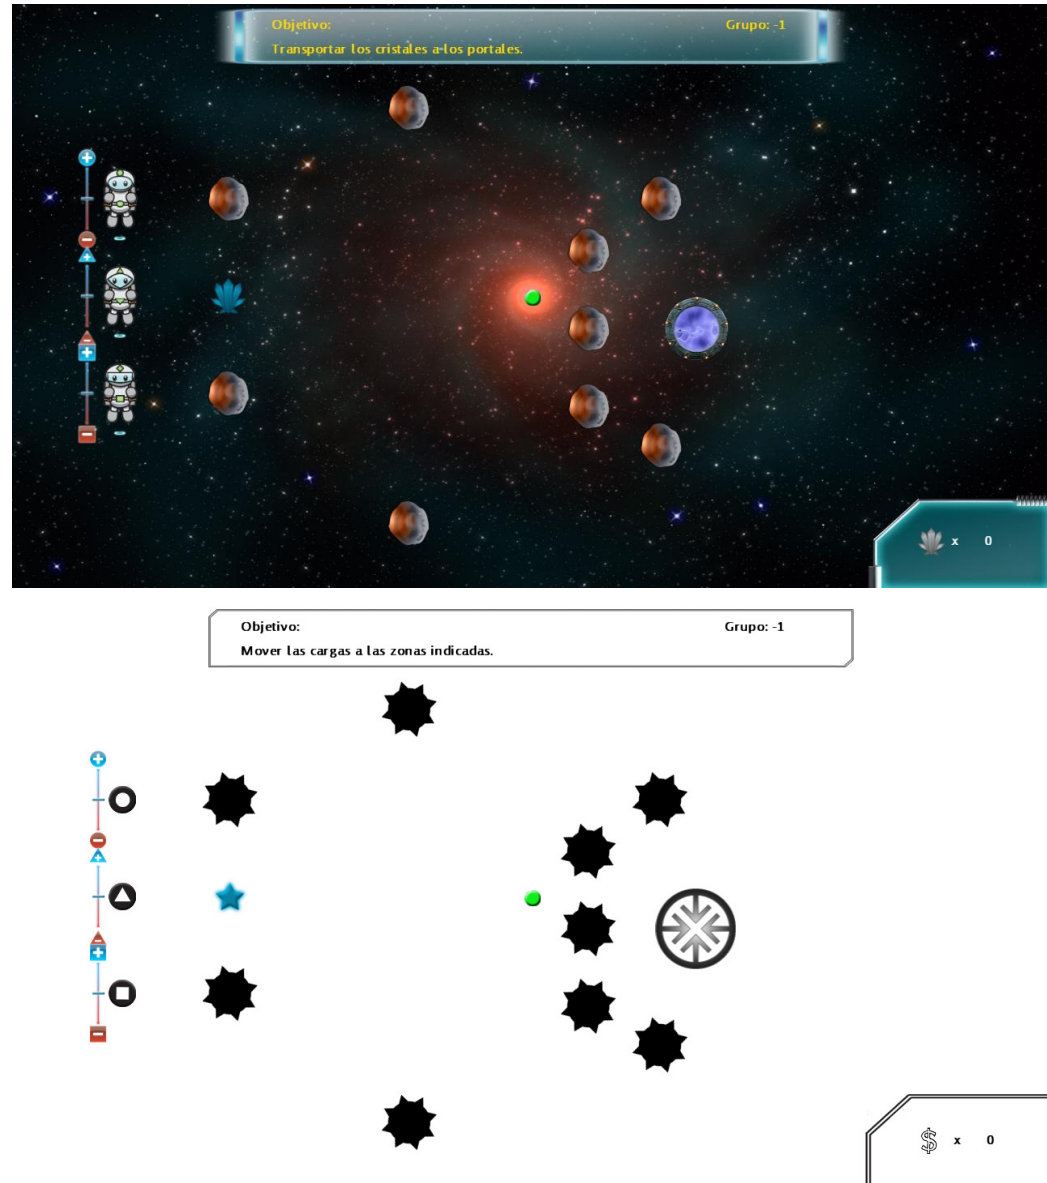 Objetivo:
Grupo: -1
Transportar los cristales a los portales.
x 0
Objetivo:
Grupo: -1
Mover las cargas a las zonas indicadas.
$ x 0